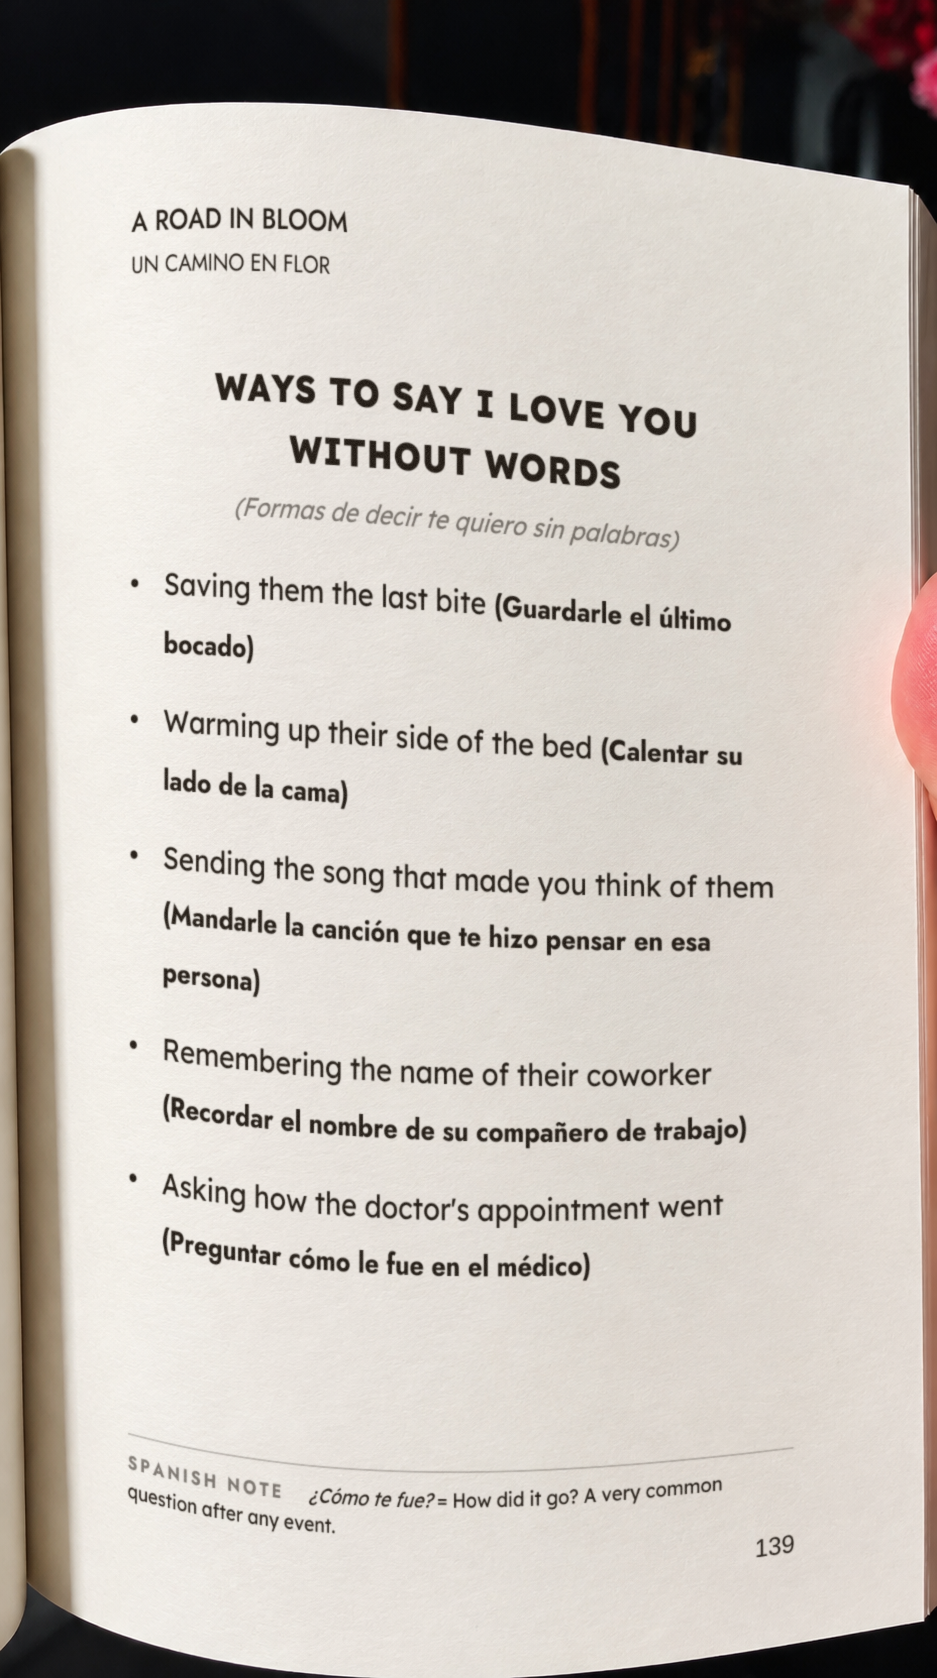 A ROAD IN BLOOM
UN CAMINO EN FLOR
WAYS TO SAY I LOVE YOU
WITHOUT WORDS
(Formas de decir te quiero sin palabras)
• Saving them the last bite (Guardarle el último
bocado)
• Warming up their side of the bed (Calentar su
lado de la cama)
• Sending the song that made you think of them
(Mandarle la canción que te hizo pensar en esa
persona)
• Remembering the name of their coworker
(Recordar el nombre de su compañero de trabajo)
• Asking how the doctor's appointment went
(Preguntar cómo le fue en el médico)
SPANISH NOTE ¿Cómo te fue? = How did it go? A very common
question after any event.
139